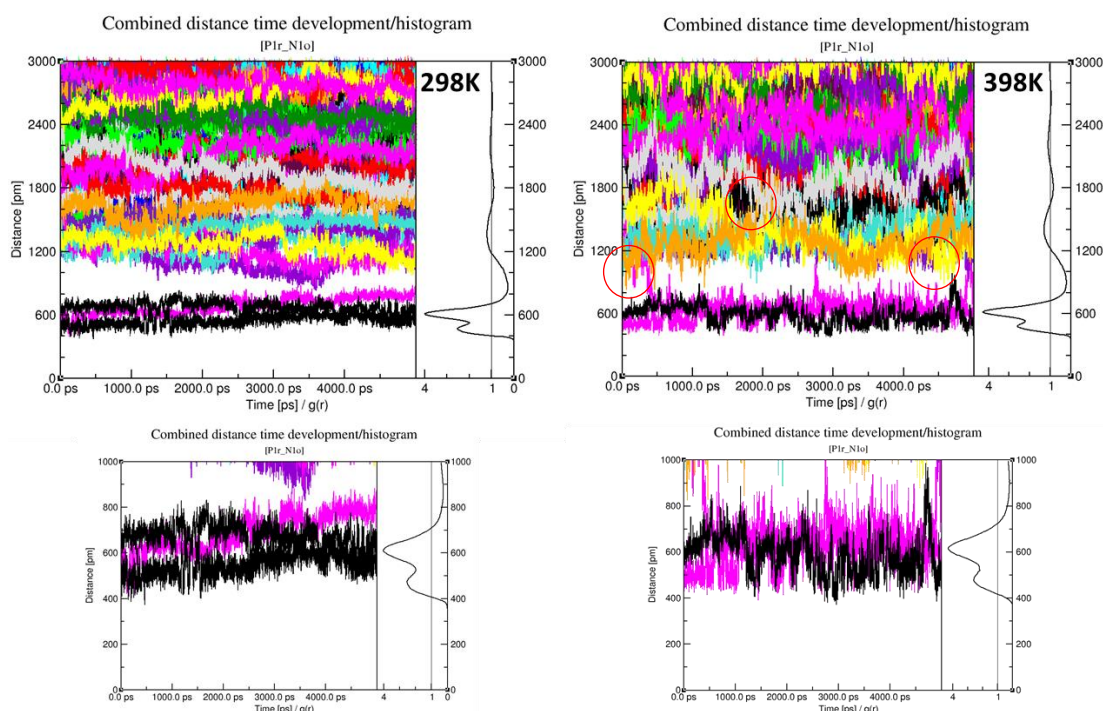 Combined distance time development/histogram
[P1r_N1o]
3000
2400
1800
1200
600
0
Distance [pm]
298K
3000
2400
1800
1200
600
0
0.0 ps 1000.0 ps 2000.0 ps 3000.0 ps 4000.0 ps 4 1 0
Time [ps] / g(r)
Combined distance time development/histogram
[P1r_N1o]
3000
2400
1800
1200
600
0
Distance [pm]
398K
3000
2400
1800
1200
600
0
0.0 ps 1000.0 ps 2000.0 ps 3000.0 ps 4000.0 ps 4 1
Time [ps] / g(r)
Combined distance time development/histogram
[P1r_N1o]
1000
800
600
400
200
0
Distance [pm]
1000
800
600
400
200
0
0.0 ps 1000.0 ps 2000.0 ps 3000.0 ps 4000.0 ps 4 1 0
Time [ps] / g(r)
Combined distance time development/histogram
[P1r_N1o]
1000
800
600
400
200
0
Distance [pm]
1000
800
600
400
200
0
0.0 ps 1000.0 ps 2000.0 ps 3000.0 ps 4000.0 ps 4 1
Time [ps] / g(r)